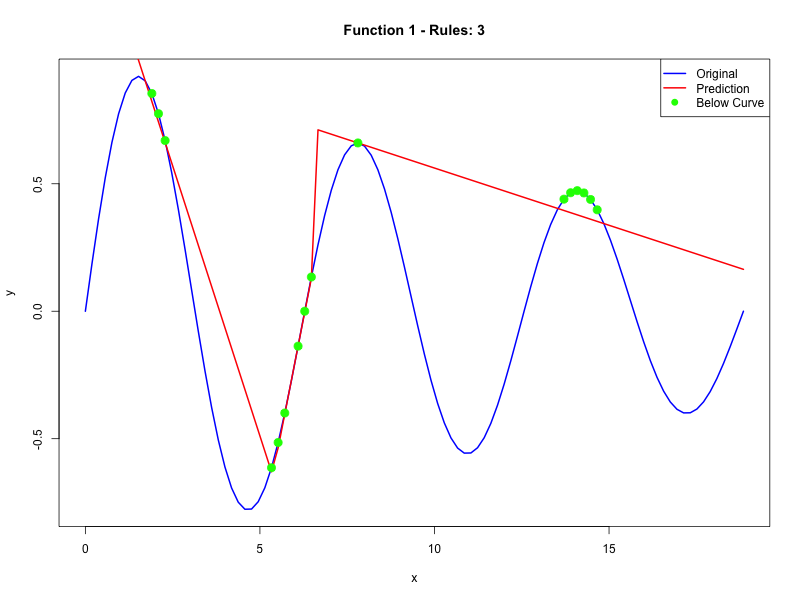 Function 1 - Rules: 3
Original
Prediction
Below Curve
0.5
0.0
-0.5
y
0
5
10
15
x